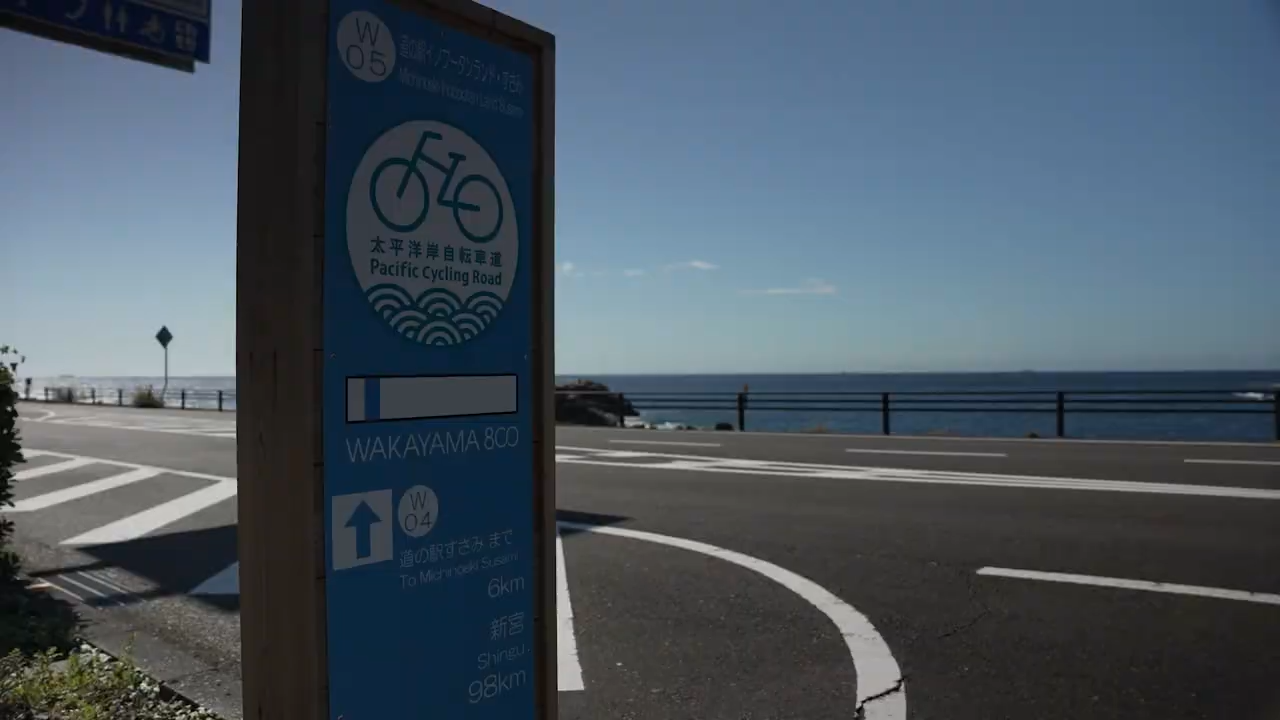 W
05
道の駅イノブータンランド・すさみ
Michinoeki Inobootan Land Susami
太平洋岸自転車道
Pacific Cycling Road
WAKAYAMA 800
W
04
道の駅すさみ まで
To Michinoeki Susami
6km
新宮
Shingu
98km